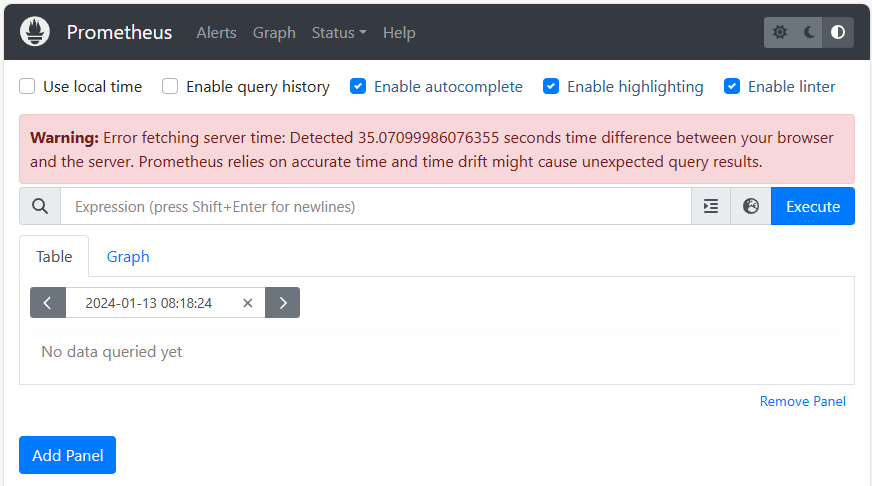 Prometheus Alerts Graph Status Help
Use local time Enable query history Enable autocomplete Enable highlighting Enable linter
Warning: Error fetching server time: Detected 35.07099986076355 seconds time difference between your browser
and the server. Prometheus relies on accurate time and time drift might cause unexpected query results.
Expression (press Shift+Enter for newlines) Execute
Table Graph
2024-01-13 08:18:24
No data queried yet
Remove Panel
Add Panel